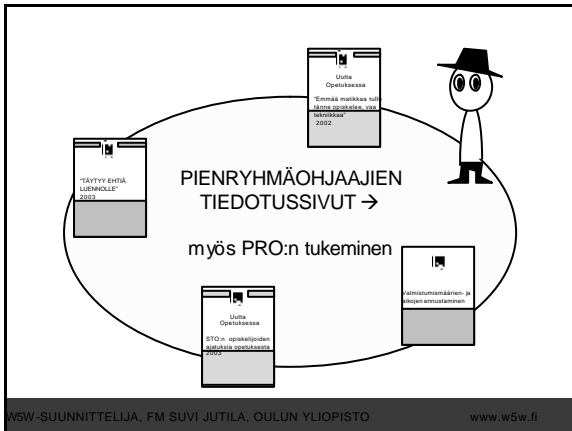 Uutta
Opetuksessa
"Emmää matikkaa tullu
tänne opiskelee, vaa
tekniikkaa"
2002
"TÄYTYY EHTIÄ
LUENNOLLE"
2003
PIENRYHMÄOHJAAJIEN
TIEDOTUSSIVUT →
myös PRO:n tukeminen
Valmistumismäärien- ja
aikojen ennustaminen
Uutta
Opetuksessa
STO:n opiskelijoiden
ajatuksia opetuksesta
2003
W5W-SUUNNITTELIJA, FM SUVI JUTILA, OULUN YLIOPISTO www.w5w.fi